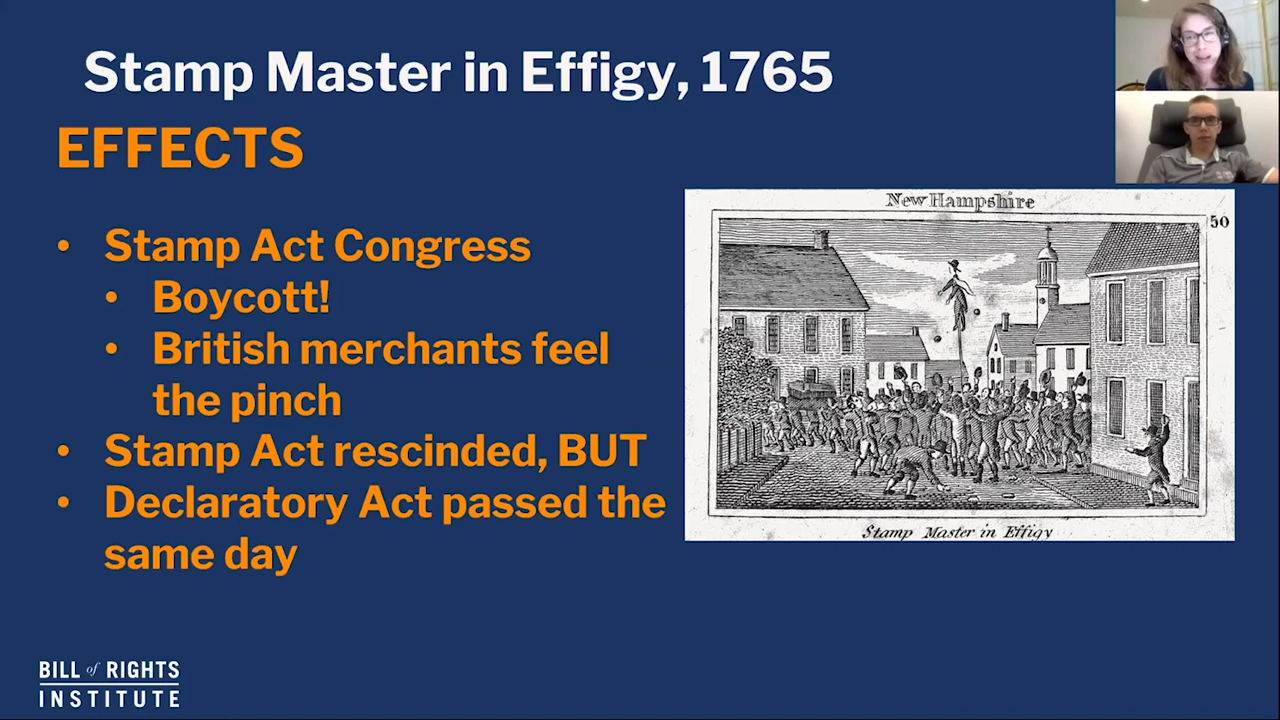 Stamp Master in Effigy, 1765
EFFECTS
• Stamp Act Congress
• Boycott!
• British merchants feel
the pinch
• Stamp Act rescinded, BUT
• Declaratory Act passed the
same day
New Hampshire
50
Stamp Master in Effigy
BILL of RIGHTS
INSTITUTE